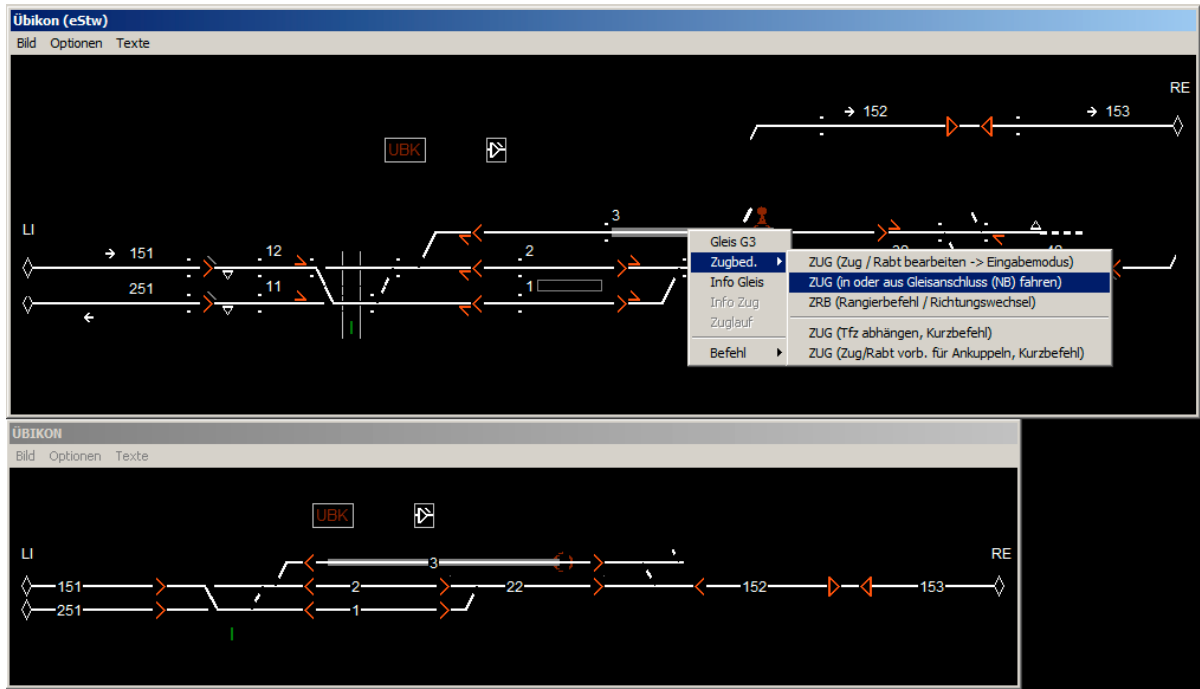 Übikon (eStw)
Bild Optionen Texte
RE
152 153
UBK
3
LI
151 12 2
251 11 1
Gleis G3
Zugbed.
Info Gleis
Info Zug
Zuglauf
Befehl
ZUG (Zug / Rabt bearbeiten -> Eingabemodus)
ZUG (in oder aus Gleisanschluss (NB) fahren)
ZRB (Rangierbefehl / Richtungswechsel)
ZUG (Tfz abhängen, Kurzbefehl)
ZUG (Zug/Rabt vorb. für Ankuppeln, Kurzbefehl)
ÜBIKON
Bild Optionen Texte
UBK
LI RE
3
151 2 22 152 153
251 1